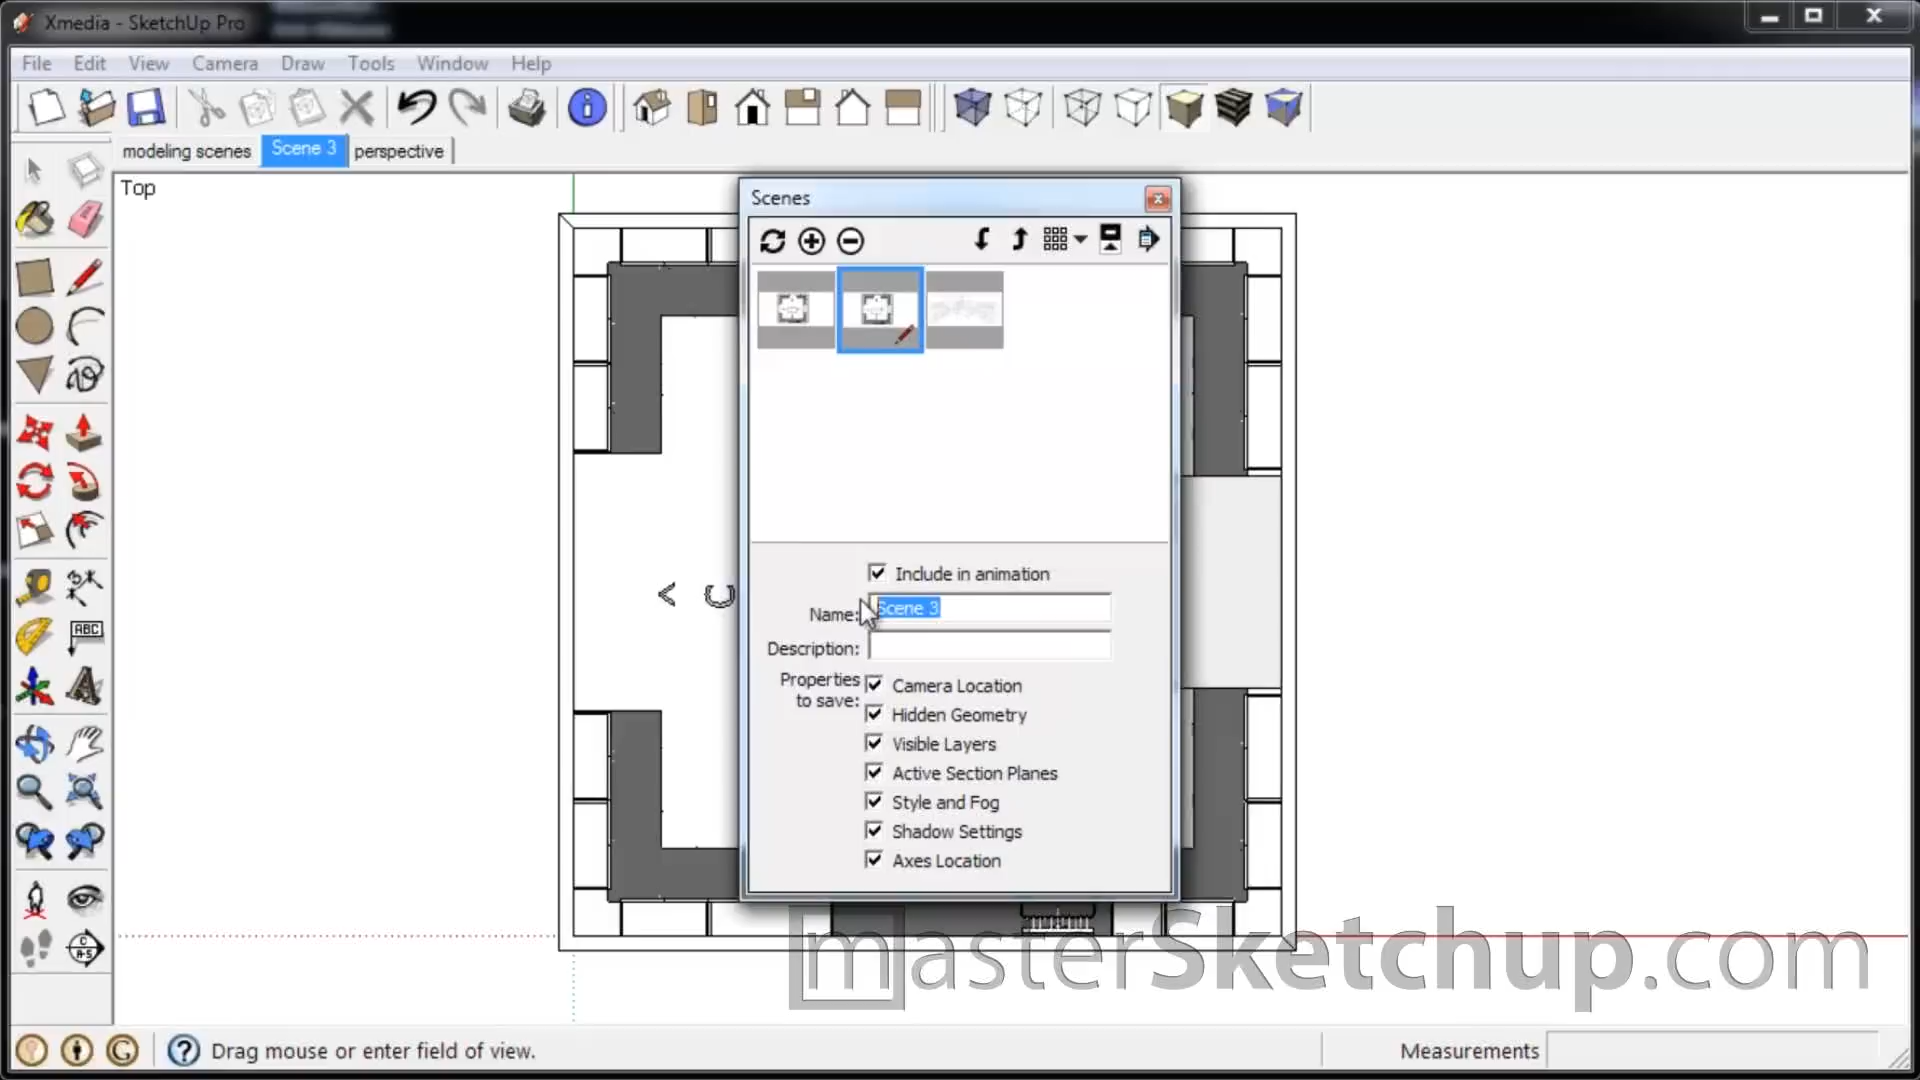 Xmedia - SketchUp Pro
File Edit View Camera Draw Tools Window Help
modeling scenes Scene 3 perspective
Top
Scenes
Include in animation
Name: Scene 3
Description:
Properties to save:
Camera Location
Hidden Geometry
Visible Layers
Active Section Planes
Style and Fog
Shadow Settings
Axes Location
ABC
masterSketchup.com
Drag mouse or enter field of view.
Measurements